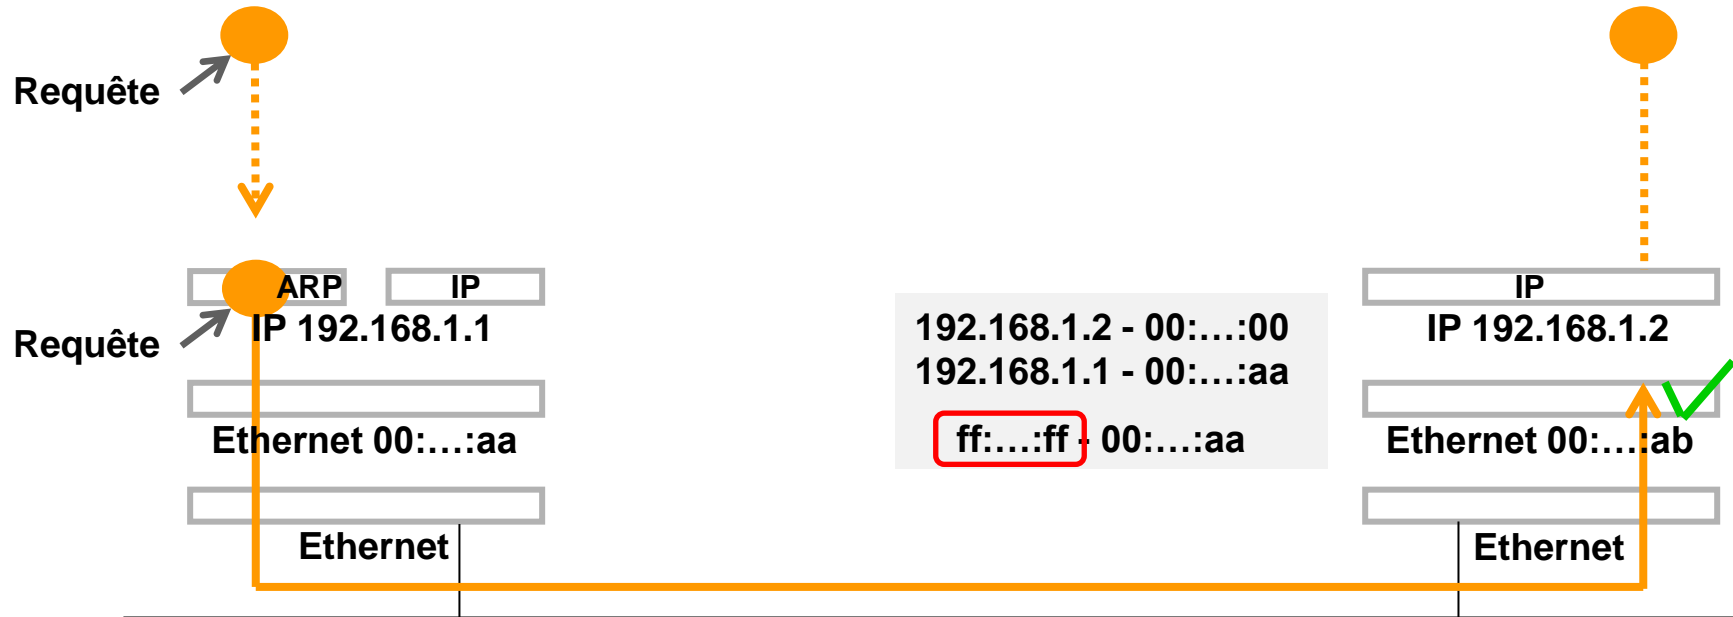 Requête
ARP
IP
IP 192.168.1.1
Requête
Ethernet 00:...:aa
Ethernet
192.168.1.2 - 00:...:00
192.168.1.1 - 00:...:aa
ff:...:ff - 00:...:aa
IP
IP 192.168.1.2
Ethernet 00:...:ab
Ethernet